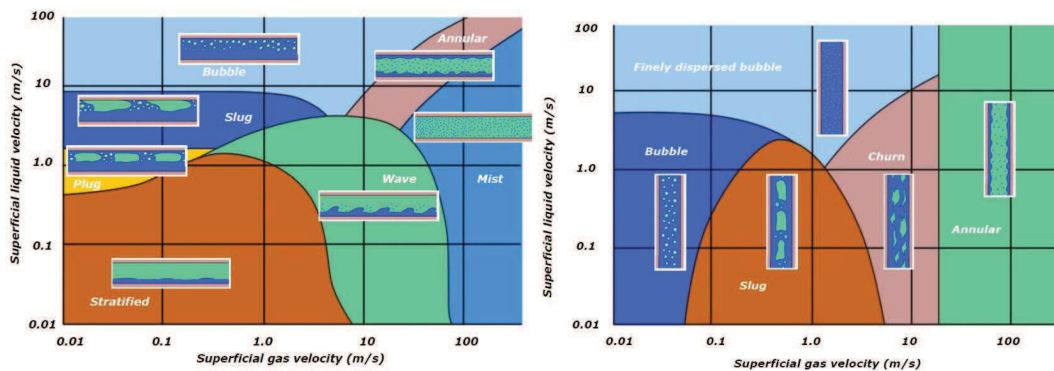 Superficial liquid velocity (m/s)
100
10
1.0
0.1
0.01
Bubble
Annular
Slug
Plug
Wave
Mist
Stratified
0.01
0.1
1.0
10
100
Superficial gas velocity (m/s)
Superficial liquid velocity (m/s)
100
10
1.0
0.1
0.01
Finely dispersed bubble
Bubble
Churn
Annular
Slug
0.01
0.1
1.0
10
100
Superficial gas velocity (m/s)